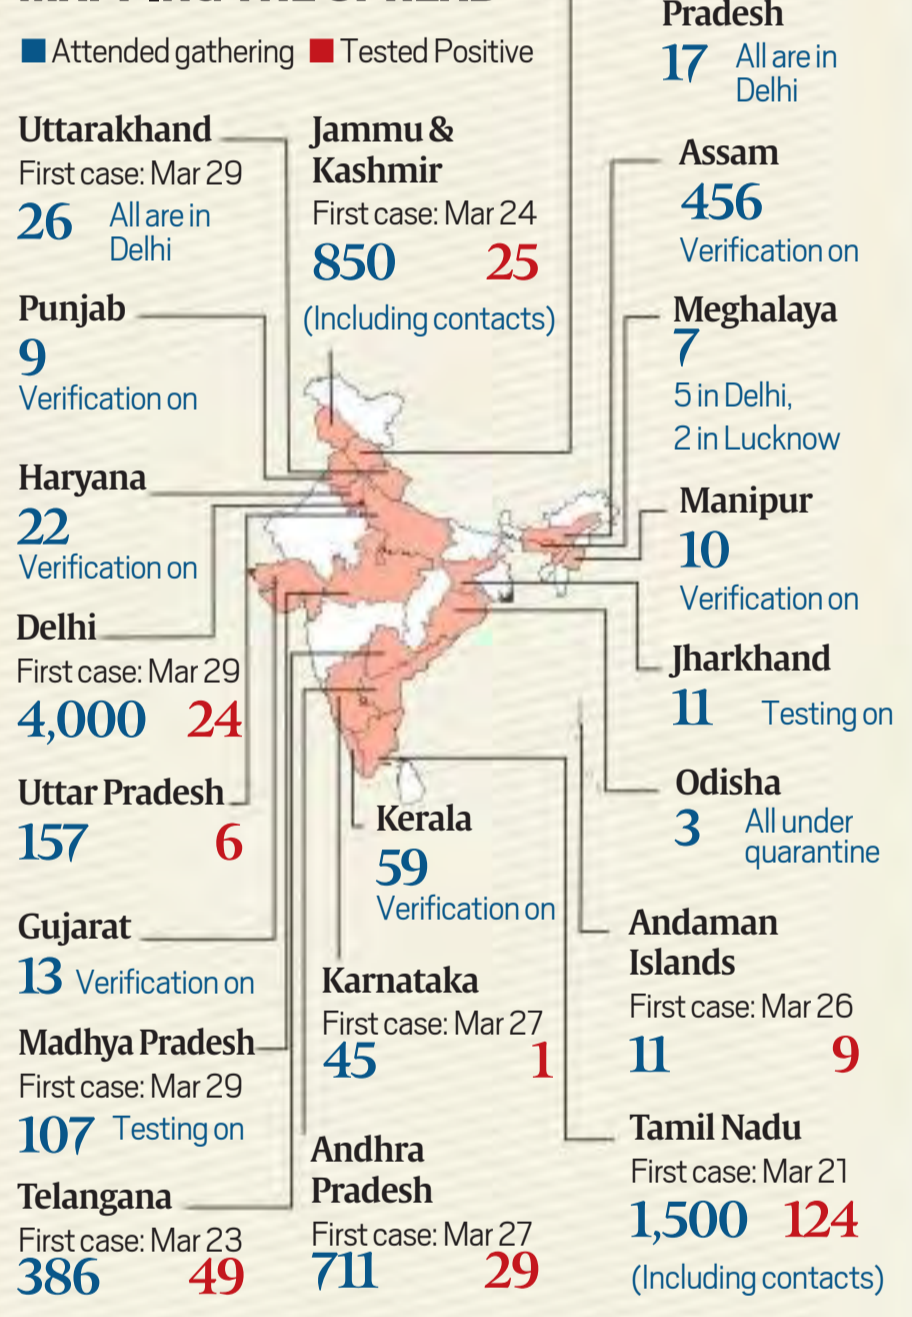 Attended gathering Tested Positive
Uttarakhand
First case: Mar 29
26 All are in
Delhi
Punjab
9
Verification on
Haryana
22
Verification on
Delhi
First case: Mar 29
4,000 24
Uttar Pradesh
157 6
Gujarat
13 Verification on
Madhya Pradesh
First case: Mar 29
107 Testing on
Telangana
First case: Mar 23
386 49
Jammu &
Kashmir
First case: Mar 24
850 25
(Including contacts)
Kerala
59
Verification on
Karnataka
First case: Mar 27
45 1
Andhra
Pradesh
First case: Mar 27
711 29
Pradesh
17 All are in
Delhi
Assam
456
Verification on
Meghalaya
7
5 in Delhi,
2 in Lucknow
Manipur
10
Verification on
Jharkhand
11 Testing on
Odisha
3 All under
quarantine
Andaman
Islands
First case: Mar 26
11 9
Tamil Nadu
First case: Mar 21
1,500 124
(Including contacts)